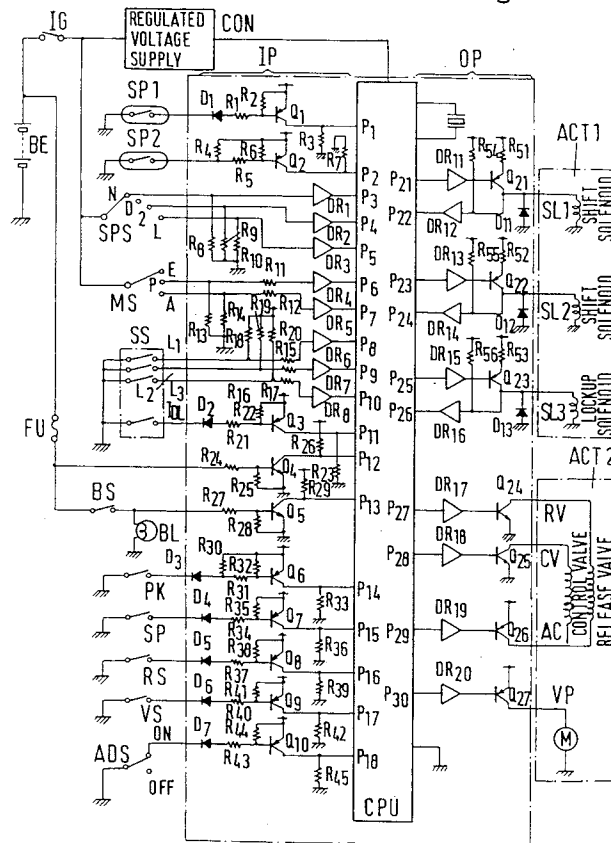 IG
REGULATED
VOLTAGE
SUPPLY
CON
IP
OP
SP1
D1
R1
R2
Q1
R3
P1
SP2
R4
R6
R5
Q2
R7
P2
BE
N
D
2
L
SPS
R8
R9
R10
DR1
DR2
DR3
P3
P4
P5
E
P
A
MS
R11
R12
R13
R14
R18
R19
R20
DR4
DR5
P6
P7
SS
L1
L2
L3
IDL
R15
R16
R17
DR6
DR7
DR8
P8
P9
P10
D2
R22
R21
Q3
P11
FU
R24
R25
Q4
R26
R23
P12
BS
R27
R28
Q5
R29
P13
BL
D3
R30
R32
R31
Q6
R33
P14
PK
D4
R35
R34
Q7
R36
P15
SP
D5
R38
R37
Q8
R39
P16
RS
D6
R41
R40
Q9
R42
P17
VS
ON
D7
R44
R43
Q10
R45
P18
ADS
OFF
CPU
P21
DR11
R54
R51
Q21
P22
DR12
D11
ACT1
SL1
SHIFT
SOLENOID
P23
DR13
R55
R52
Q22
P24
DR14
D12
SL2
SHIFT
SOLENOID
P25
DR15
R56
R53
Q23
P26
DR16
D13
SL3
LOCKUP
SOLENOID
ACT2
P27
DR17
Q24
RV
P28
DR18
Q25
CV
CONTROL VALVE
RELEASE VALVE
P29
DR19
Q26
AC
P30
DR20
Q27
VP
M